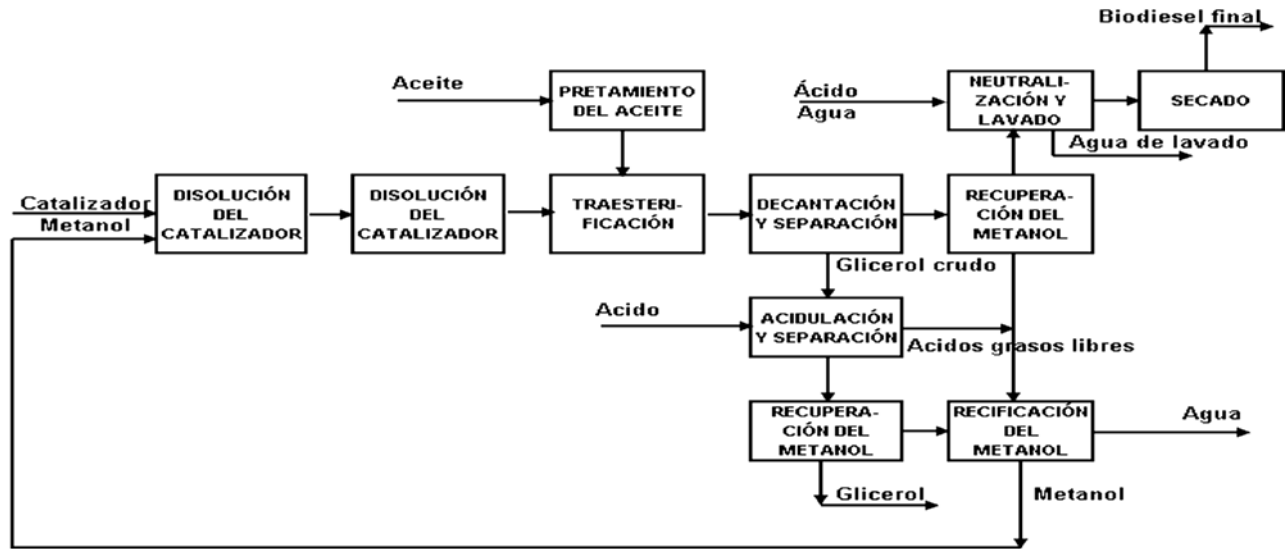 Biodiesel final
Aceite
PRETAMIENTO
DEL ACEITE
Ácido
Agua
NEUTRALI-
ZACIÓN Y
LAVADO
SECADO
Agua de lavado
Catalizador
Metanol
DISOLUCIÓN
DEL
CATALIZADOR
DISOLUCIÓN
DEL
CATALIZADOR
TRAESTERI-
FICACIÓN
DECANTACIÓN
Y SEPARACIÓN
RECUPERA-
CIÓN DEL
METANOL
Glicerol crudo
Acido
ACIDULACIÓN
Y SEPARACIÓN
Acidos grasos libres
RECUPERA-
CIÓN DEL
METANOL
RECIFICACIÓN
DEL
METANOL
Agua
Glicerol
Metanol